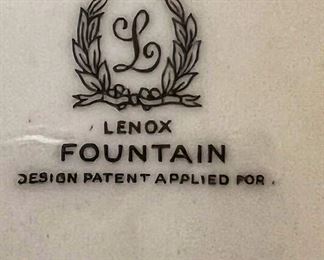 L
LENOX
FOUNTAIN
DESIGN PATENT APPLIED FOR.